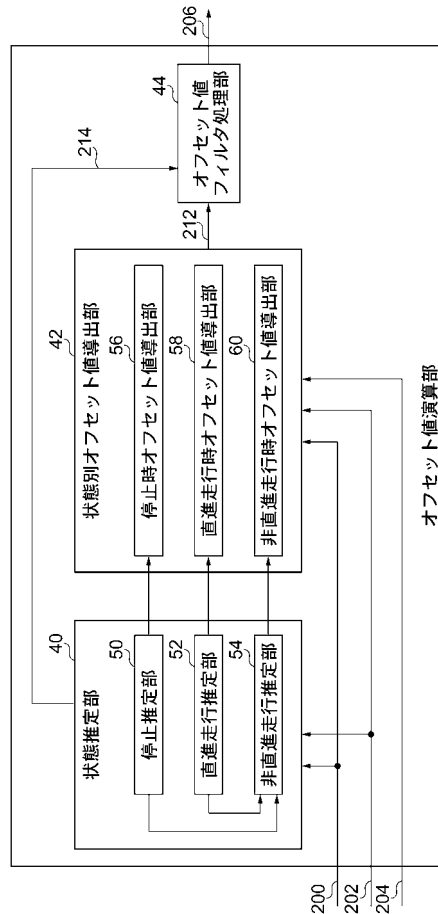 206
44
オフセット値
フィルタ処理部
214
212
42
状態別オフセット値導出部
56
停止時オフセット値導出部
58
直進走行時オフセット値導出部
60
非直進走行時オフセット値導出部
40
状態推定部
50
停止推定部
52
直進走行推定部
54
非直進走行推定部
200
202
204
オフセット値演算部